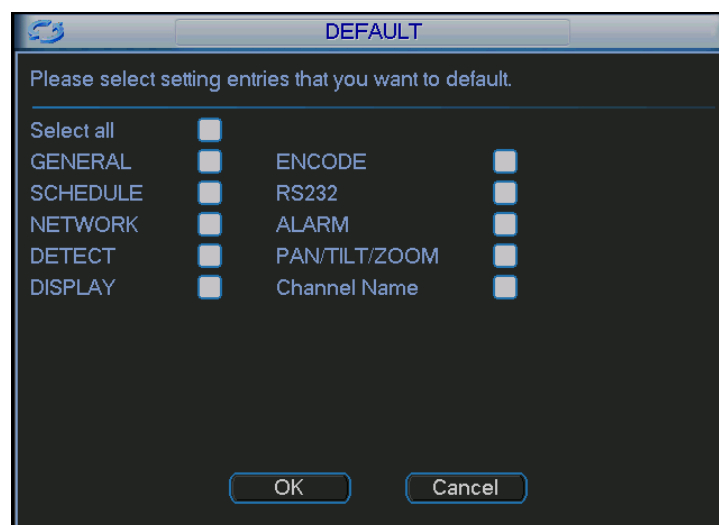 DEFAULT
Please select setting entries that you want to default.
Select all
GENERAL ENCODE
SCHEDULE RS232
NETWORK ALARM
DETECT PAN/TILT/ZOOM
DISPLAY Channel Name
OK Cancel